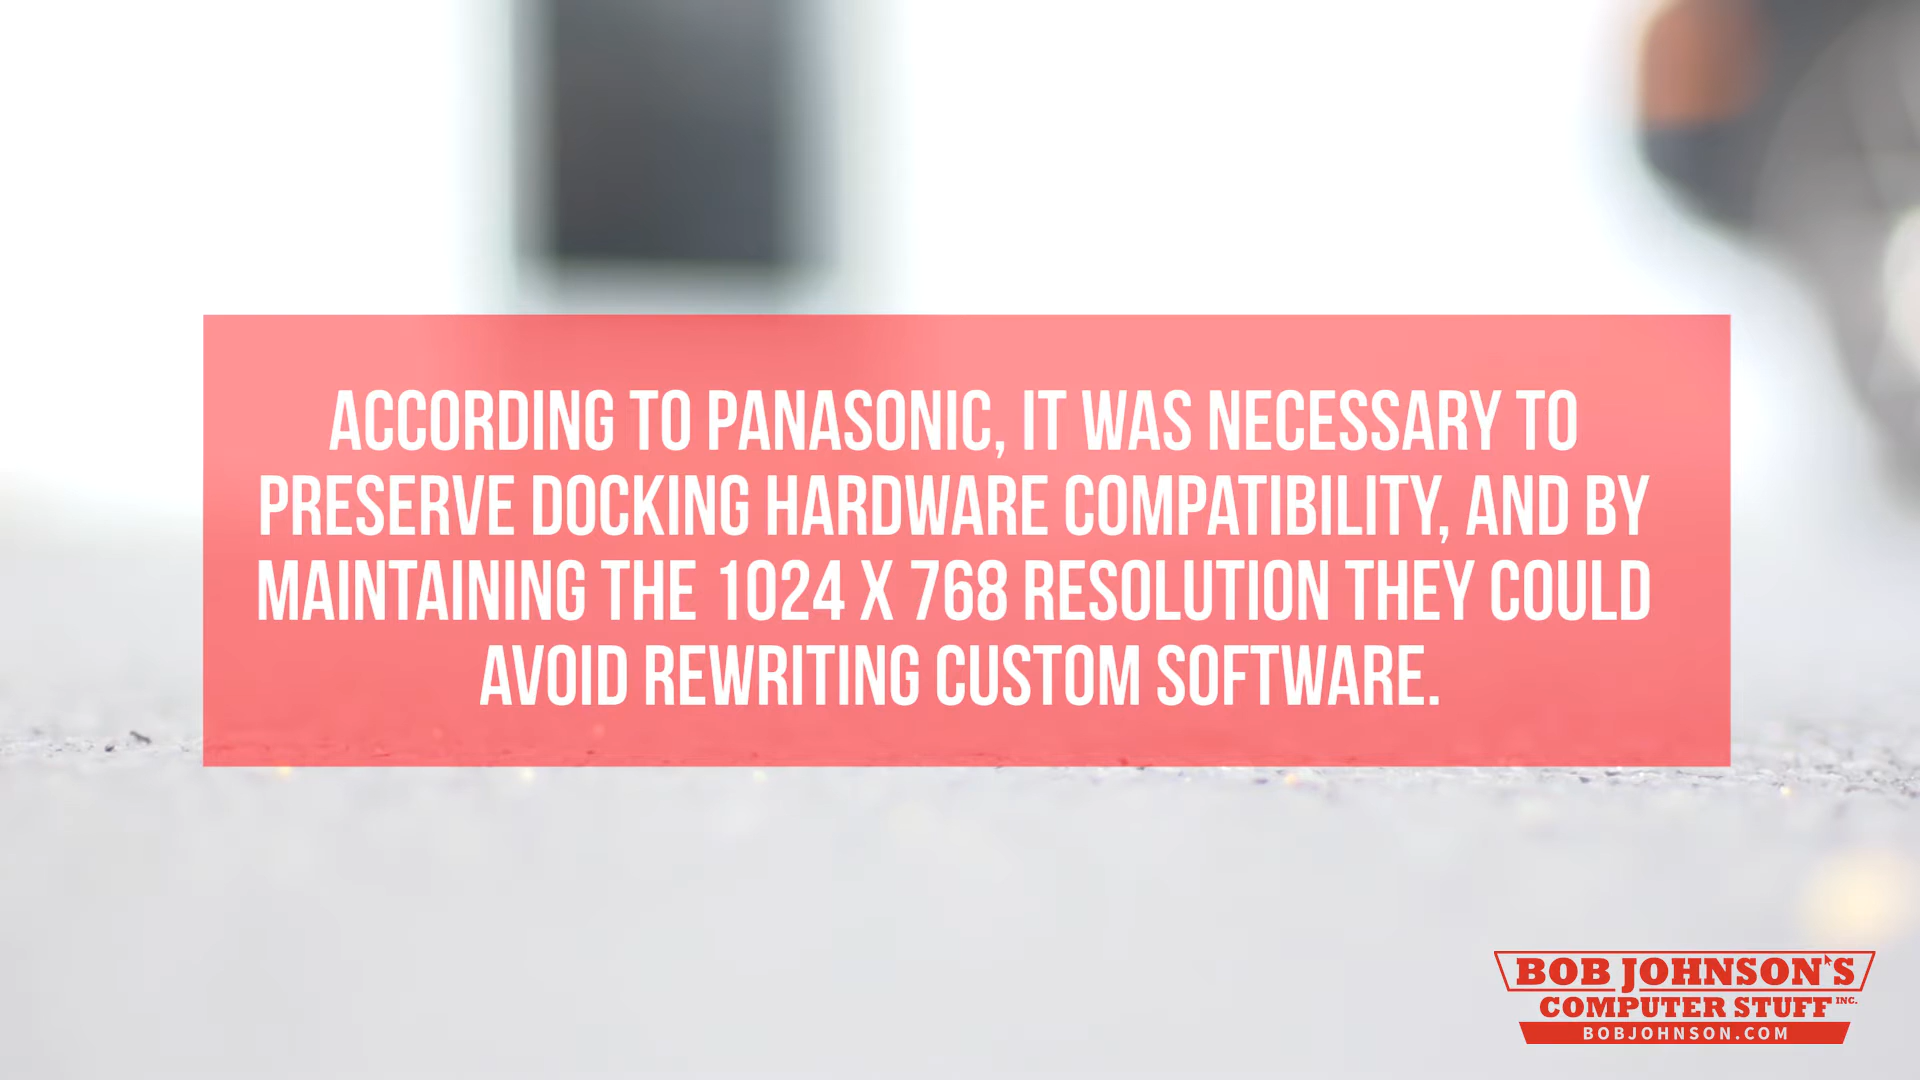 ACCORDING TO PANASONIC, IT WAS NECESSARY TO
PRESERVE DOCKING HARDWARE COMPATIBILITY, AND BY
MAINTAINING THE 1024 X 768 RESOLUTION THEY COULD
AVOID REWRITING CUSTOM SOFTWARE.
BOB JOHNSON'S
COMPUTER STUFF INC.
BOBJOHNSON.COM